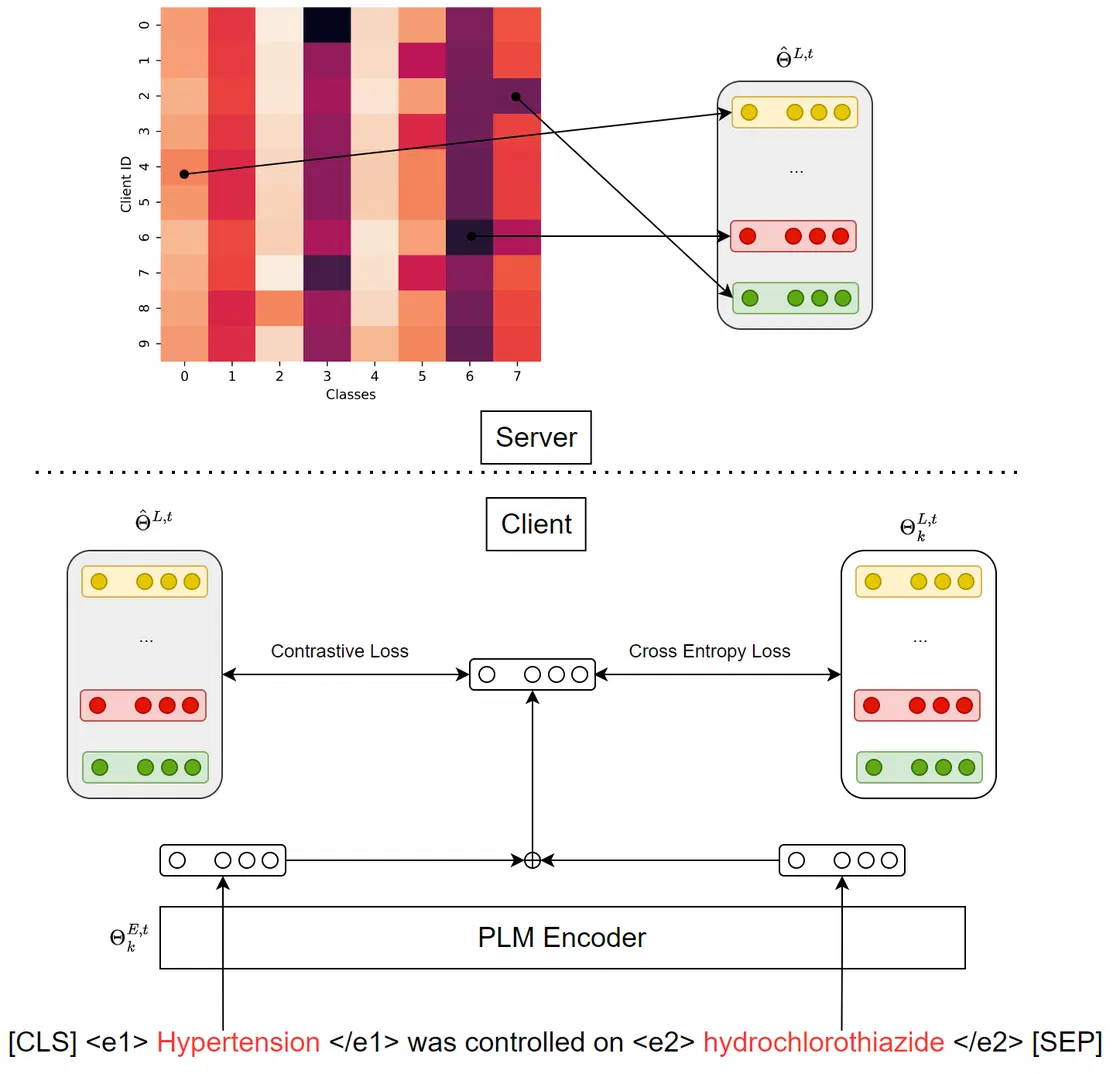 0
1
2
3
4
5
6
7
8
9
Client ID
0 1 2 3 4 5 6 7
Classes
Θ̂^{L,t}
...
Server
Client
Θ̂^{L,t}
Θ_k^{L,t}
...
...
Contrastive Loss
Cross Entropy Loss
Θ_k^{E,t}
PLM Encoder
[CLS] <e1> Hypertension </e1> was controlled on <e2> hydrochlorothiazide </e2> [SEP]